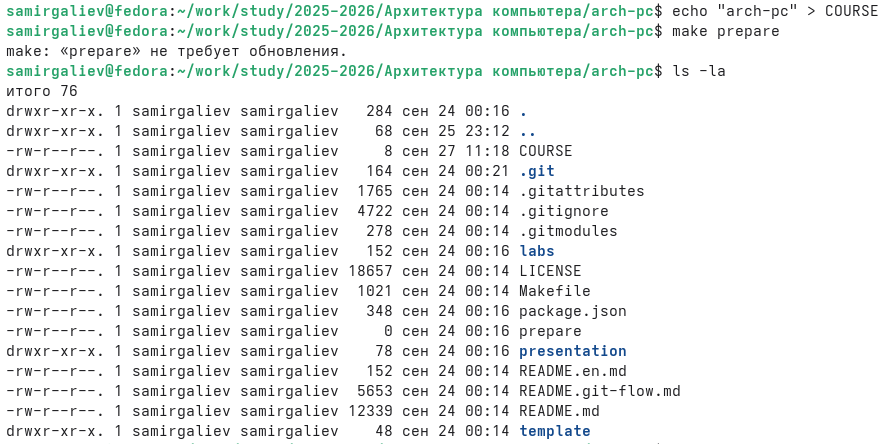 samirgaliev@fedora:~/work/study/2025-2026/Архитектура компьютера/arch-pc$ echo "arch-pc" > COURSE
samirgaliev@fedora:~/work/study/2025-2026/Архитектура компьютера/arch-pc$ make prepare
make: «prepare» не требует обновления.
samirgaliev@fedora:~/work/study/2025-2026/Архитектура компьютера/arch-pc$ ls -la
итого 76
drwxr-xr-x. 1 samirgaliev samirgaliev   284 сен 24 00:16 .
drwxr-xr-x. 1 samirgaliev samirgaliev    68 сен 25 23:12 ..
-rw-r--r--. 1 samirgaliev samirgaliev     8 сен 27 11:18 COURSE
drwxr-xr-x. 1 samirgaliev samirgaliev   164 сен 24 00:21 .git
-rw-r--r--. 1 samirgaliev samirgaliev  1765 сен 24 00:14 .gitattributes
-rw-r--r--. 1 samirgaliev samirgaliev  4722 сен 24 00:14 .gitignore
-rw-r--r--. 1 samirgaliev samirgaliev   278 сен 24 00:14 .gitmodules
drwxr-xr-x. 1 samirgaliev samirgaliev   152 сен 24 00:16 labs
-rw-r--r--. 1 samirgaliev samirgaliev 18657 сен 24 00:14 LICENSE
-rw-r--r--. 1 samirgaliev samirgaliev  1021 сен 24 00:14 Makefile
-rw-r--r--. 1 samirgaliev samirgaliev   348 сен 24 00:16 package.json
-rw-r--r--. 1 samirgaliev samirgaliev     0 сен 24 00:16 prepare
drwxr-xr-x. 1 samirgaliev samirgaliev    78 сен 24 00:16 presentation
-rw-r--r--. 1 samirgaliev samirgaliev   152 сен 24 00:14 README.en.md
-rw-r--r--. 1 samirgaliev samirgaliev  5653 сен 24 00:14 README.git-flow.md
-rw-r--r--. 1 samirgaliev samirgaliev 12339 сен 24 00:14 README.md
drwxr-xr-x. 1 samirgaliev samirgaliev    48 сен 24 00:14 template